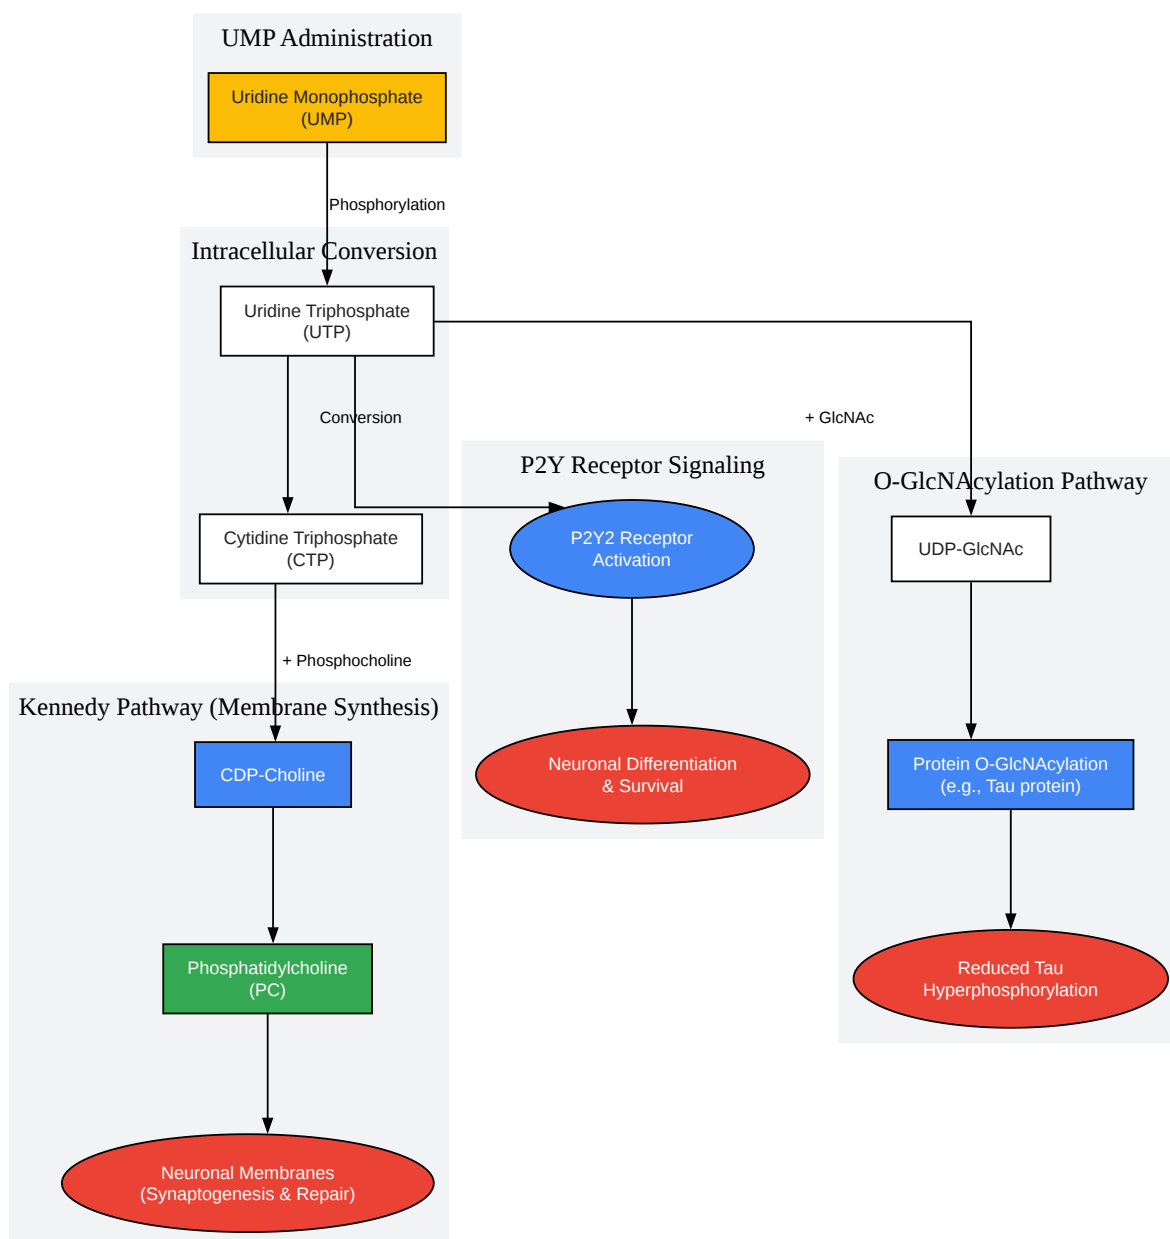 UMP Administration
Uridine Monophosphate
(UMP)
Phosphorylation
Intracellular Conversion
Uridine Triphosphate
(UTP)
Conversion
+ GlcNAc
P2Y Receptor Signaling
O-GlcNAcylation Pathway
Cytidine Triphosphate
(CTP)
P2Y2 Receptor
Activation
UDP-GlcNAc
+ Phosphocholine
Kennedy Pathway (Membrane Synthesis)
CDP-Choline
Neuronal Differentiation
& Survival
Protein O-GlcNAcylation
(e.g., Tau protein)
Phosphatidylcholine
(PC)
Reduced Tau
Hyperphosphorylation
Neuronal Membranes
(Synaptogenesis & Repair)